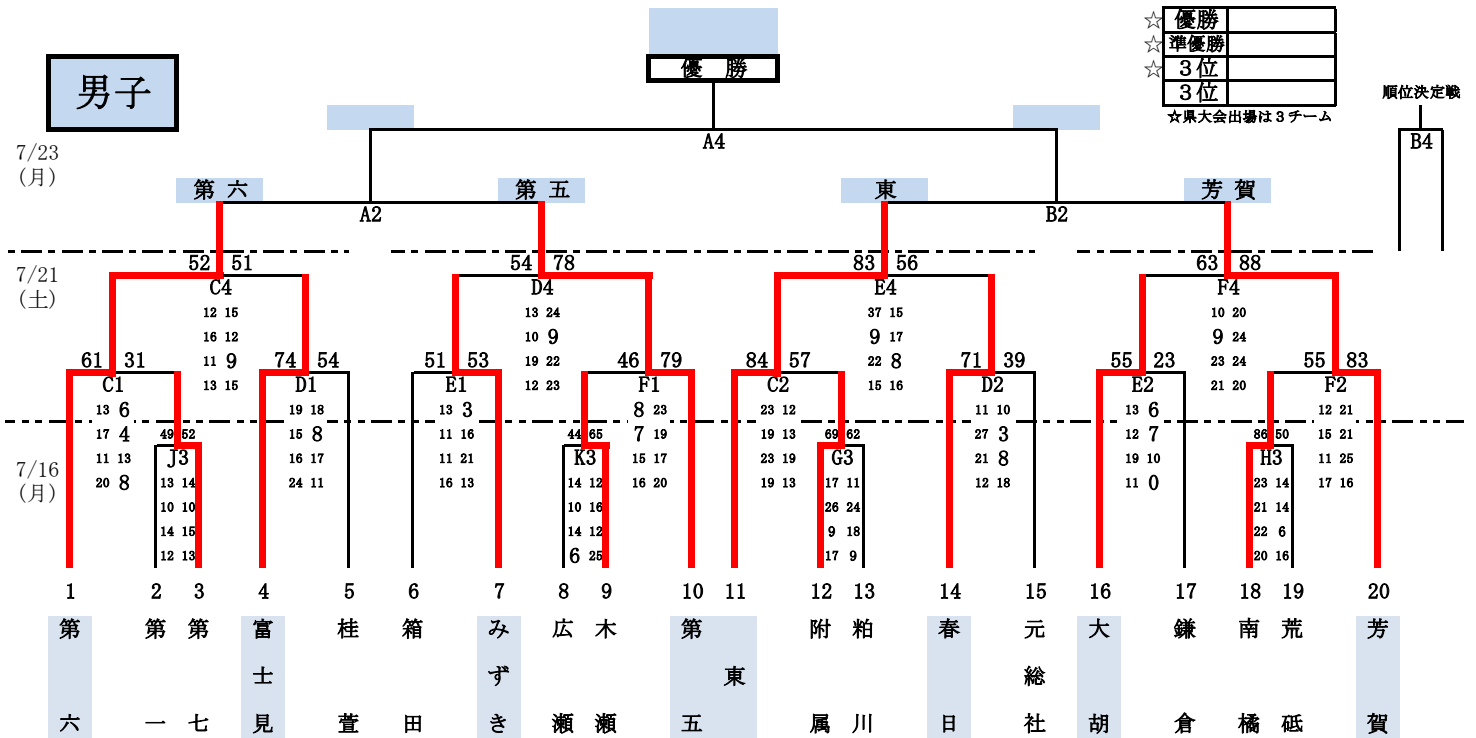 男子
優　勝
☆ 優勝
☆ 準優勝
☆ ３位
３位
☆県大会出場は３チーム
順位決定戦
B4
A4
7/23
(月)
第 六
第 五
東
芳 賀
A2
B2
7/21
(土)
52 51
54 78
83 56
63 88
C4
D4
E4
F4
12 15
13 24
37 15
10 20
16 12
10 9
9 17
9 24
11 9
19 22
22 8
23 24
13 15
12 23
15 16
21 20
61 31
74 54
51 53
46 79
84 57
71 39
55 23
55 83
C1
D1
E1
F1
C2
D2
E2
F2
13 6
19 18
13 3
8 23
23 12
11 10
13 6
12 21
17 4
15 8
11 16
7 19
19 13
27 3
12 7
15 21
11 13
16 17
11 21
15 17
23 19
21 8
19 10
11 25
20 8
24 11
16 13
16 20
19 13
12 18
11 0
17 16
7/16
(月)
49 52
44 65
69 62
86 50
J3
K3
G3
H3
13 14
14 12
17 11
23 14
10 10
10 16
26 24
21 14
14 15
14 12
9 18
22 6
12 13
6 25
17 9
20 16
1 2 3 4 5 6 7 8 9 10 11 12 13 14 15 16 17 18 19 20
第六
第一
第七
富士見
桂萱
箱田
みずき
広瀬
木瀬
第五
東
附属
粕川
春日
元総社
大胡
鎌倉
南橘
荒砥
芳賀